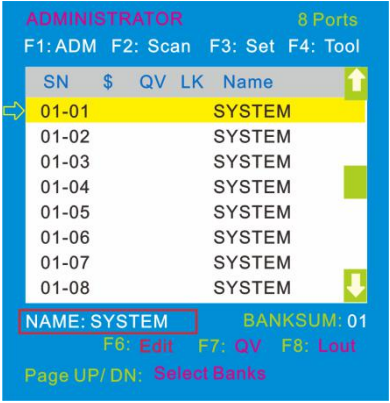 ADMINISTRATOR 8 Ports
F1: ADM F2: Scan F3: Set F4: Tool
SN $ QV LK Name
01-01 SYSTEM
01-02 SYSTEM
01-03 SYSTEM
01-04 SYSTEM
01-05 SYSTEM
01-06 SYSTEM
01-07 SYSTEM
01-08 SYSTEM
NAME: SYSTEM BANKSUM: 01
F6: Edit F7: QV F8: Lout
Page UP/ DN: Select Banks